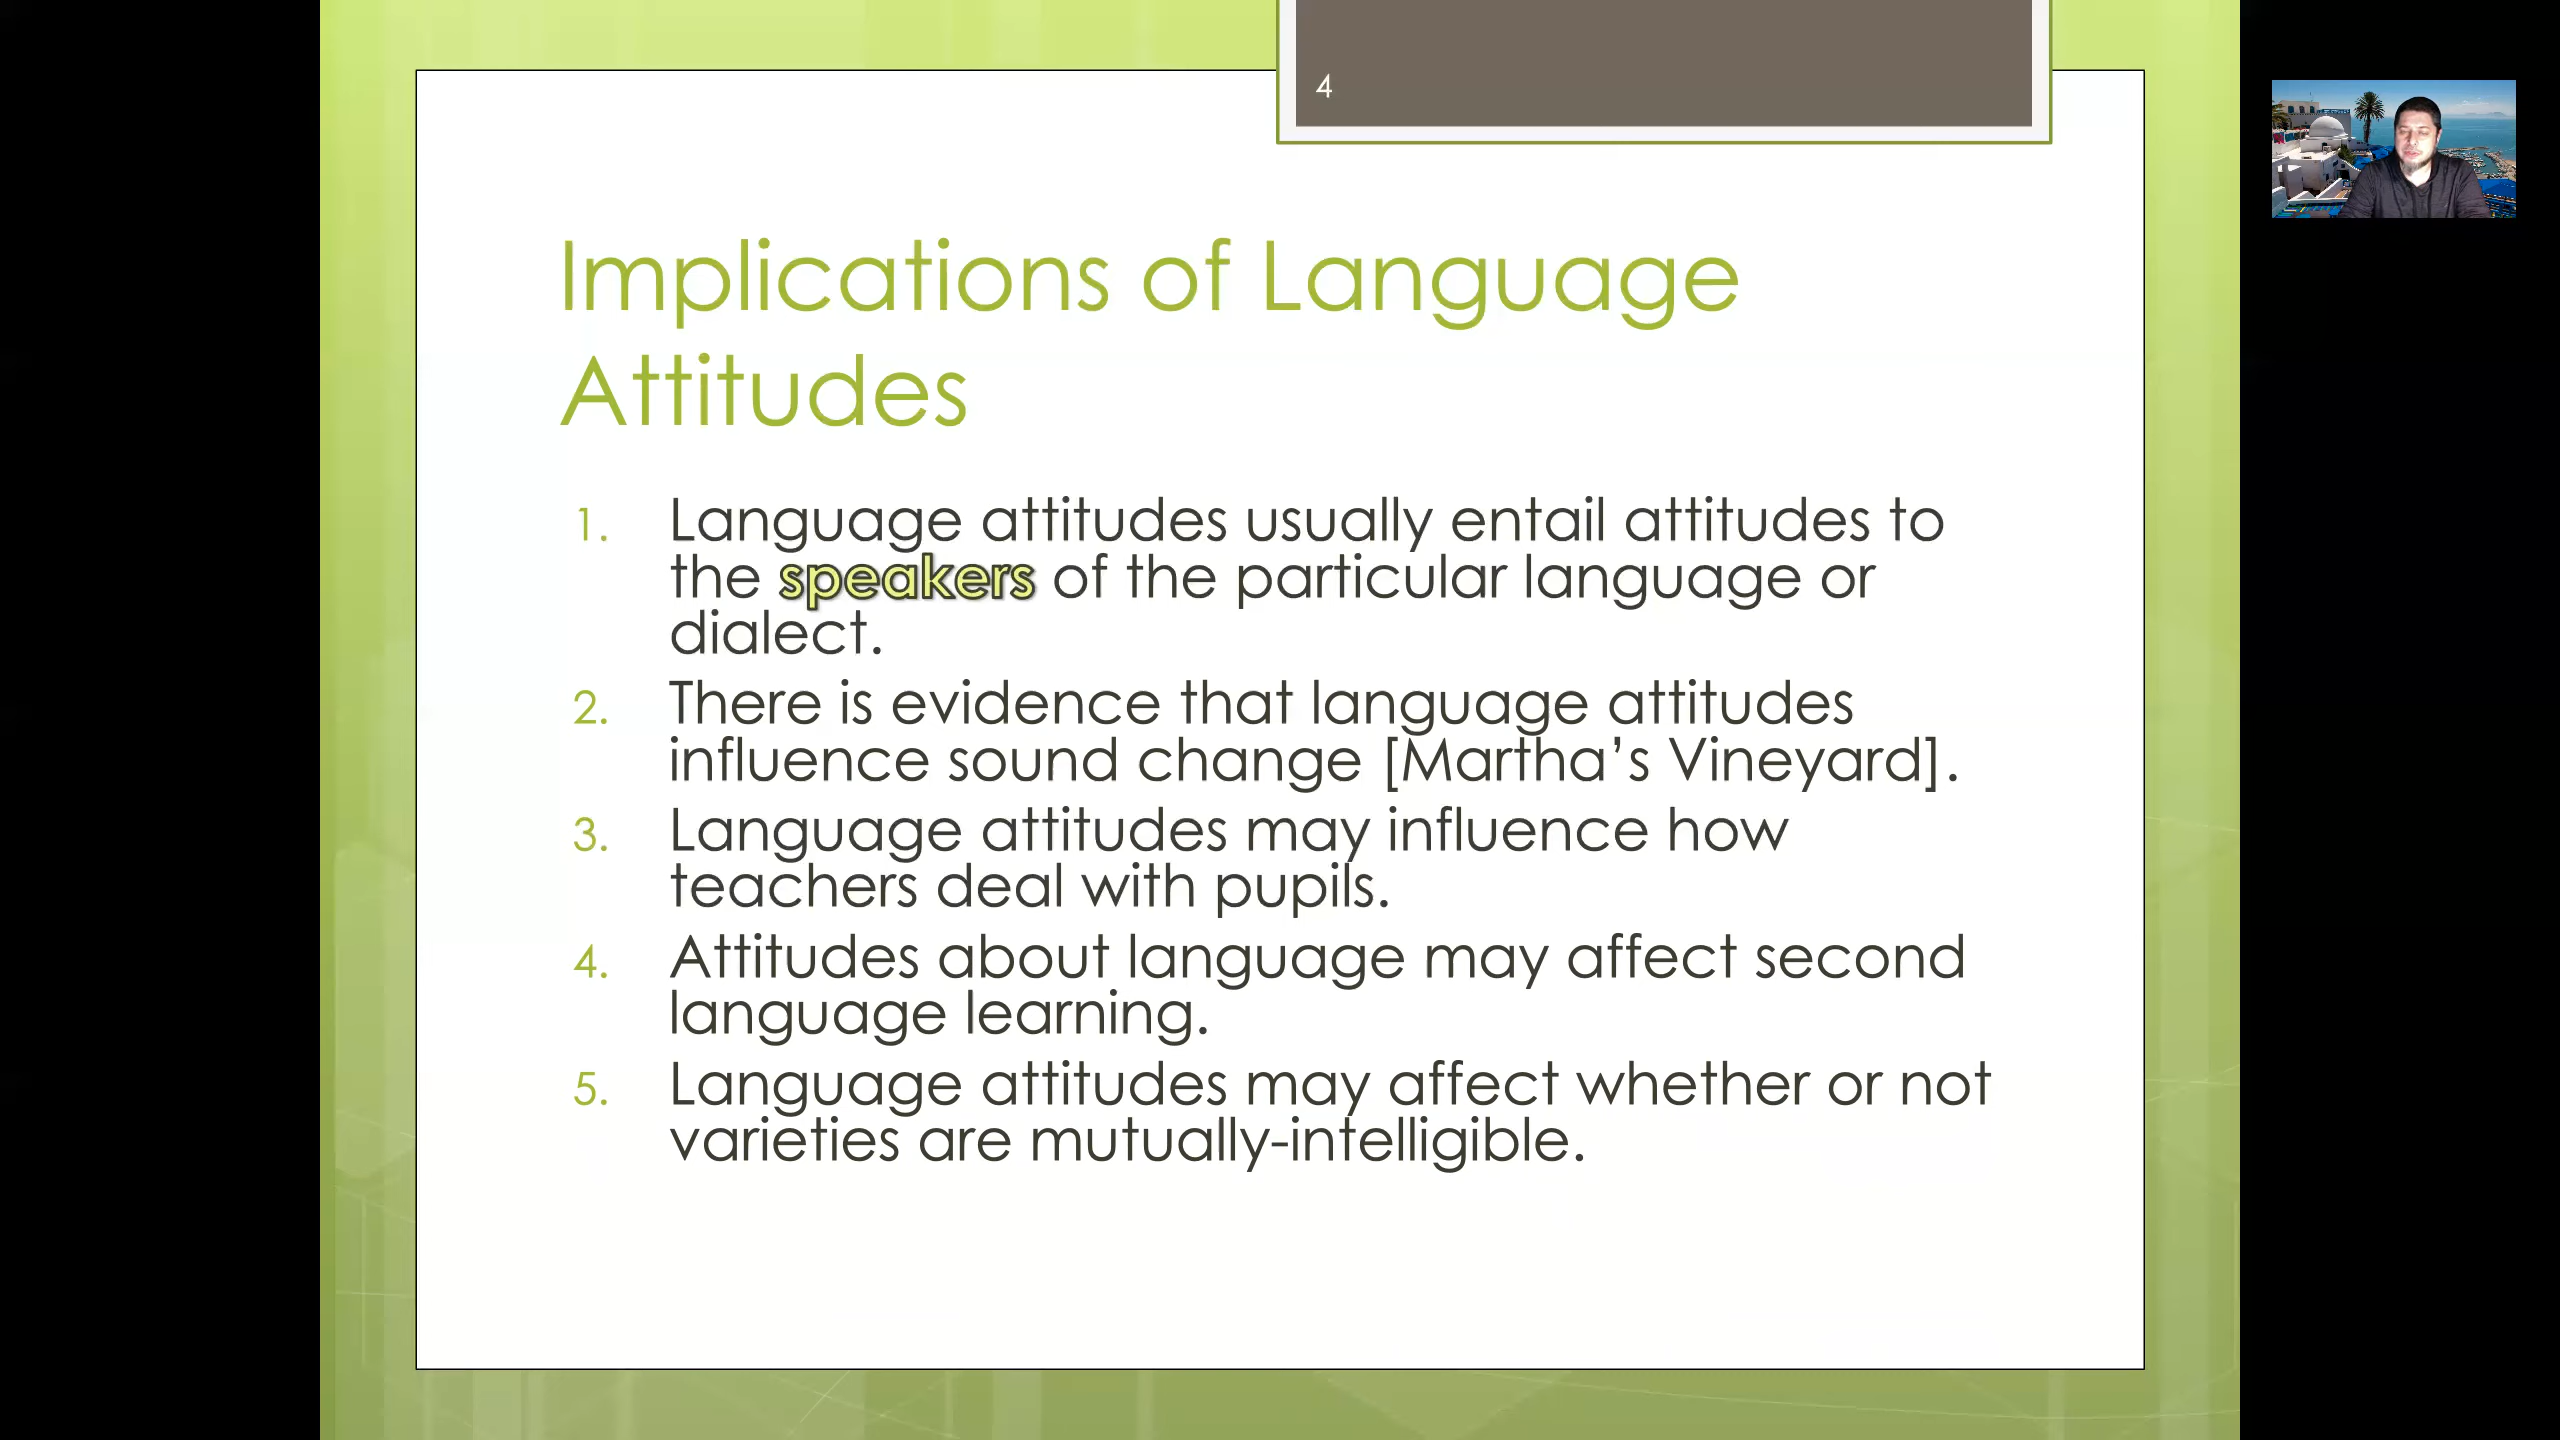 4
Implications of Language
Attitudes
1. Language attitudes usually entail attitudes to
the speakers of the particular language or
dialect.
2. There is evidence that language attitudes
influence sound change [Martha’s Vineyard].
3. Language attitudes may influence how
teachers deal with pupils.
4. Attitudes about language may affect second
language learning.
5. Language attitudes may affect whether or not
varieties are mutually-intelligible.